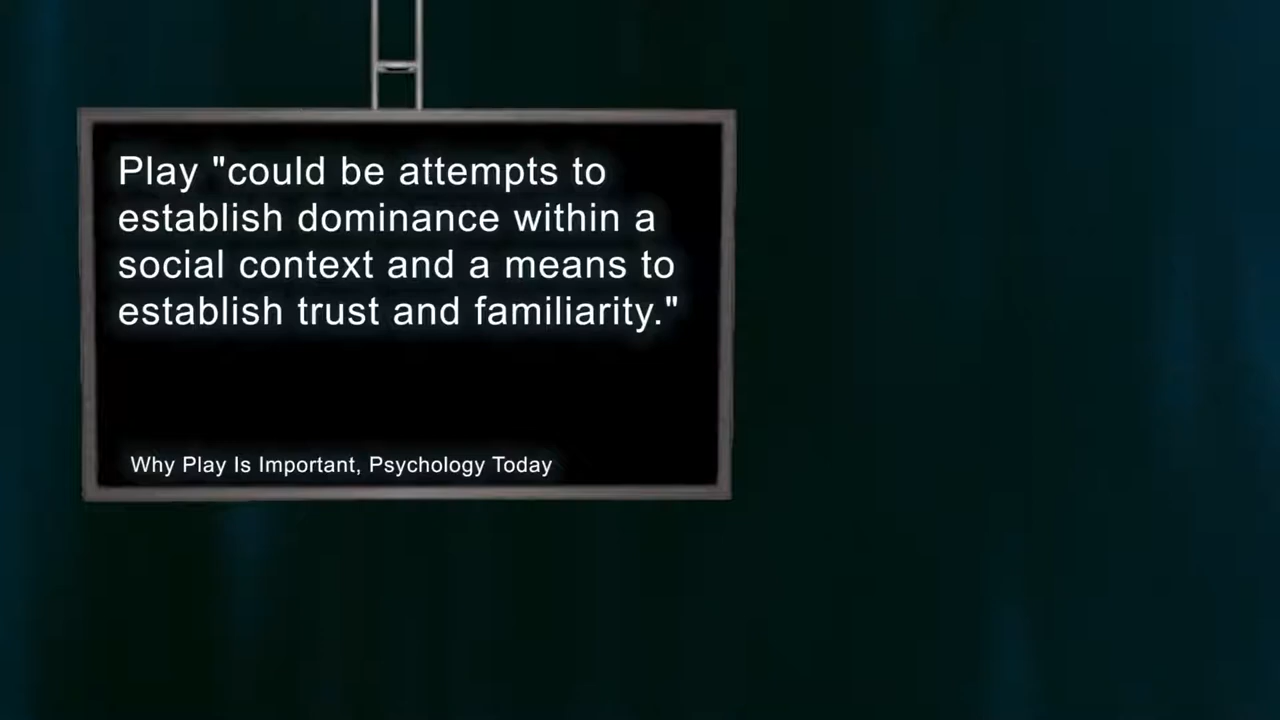 Play "could be attempts to
establish dominance within a
social context and a means to
establish trust and familiarity."
Why Play Is Important, Psychology Today